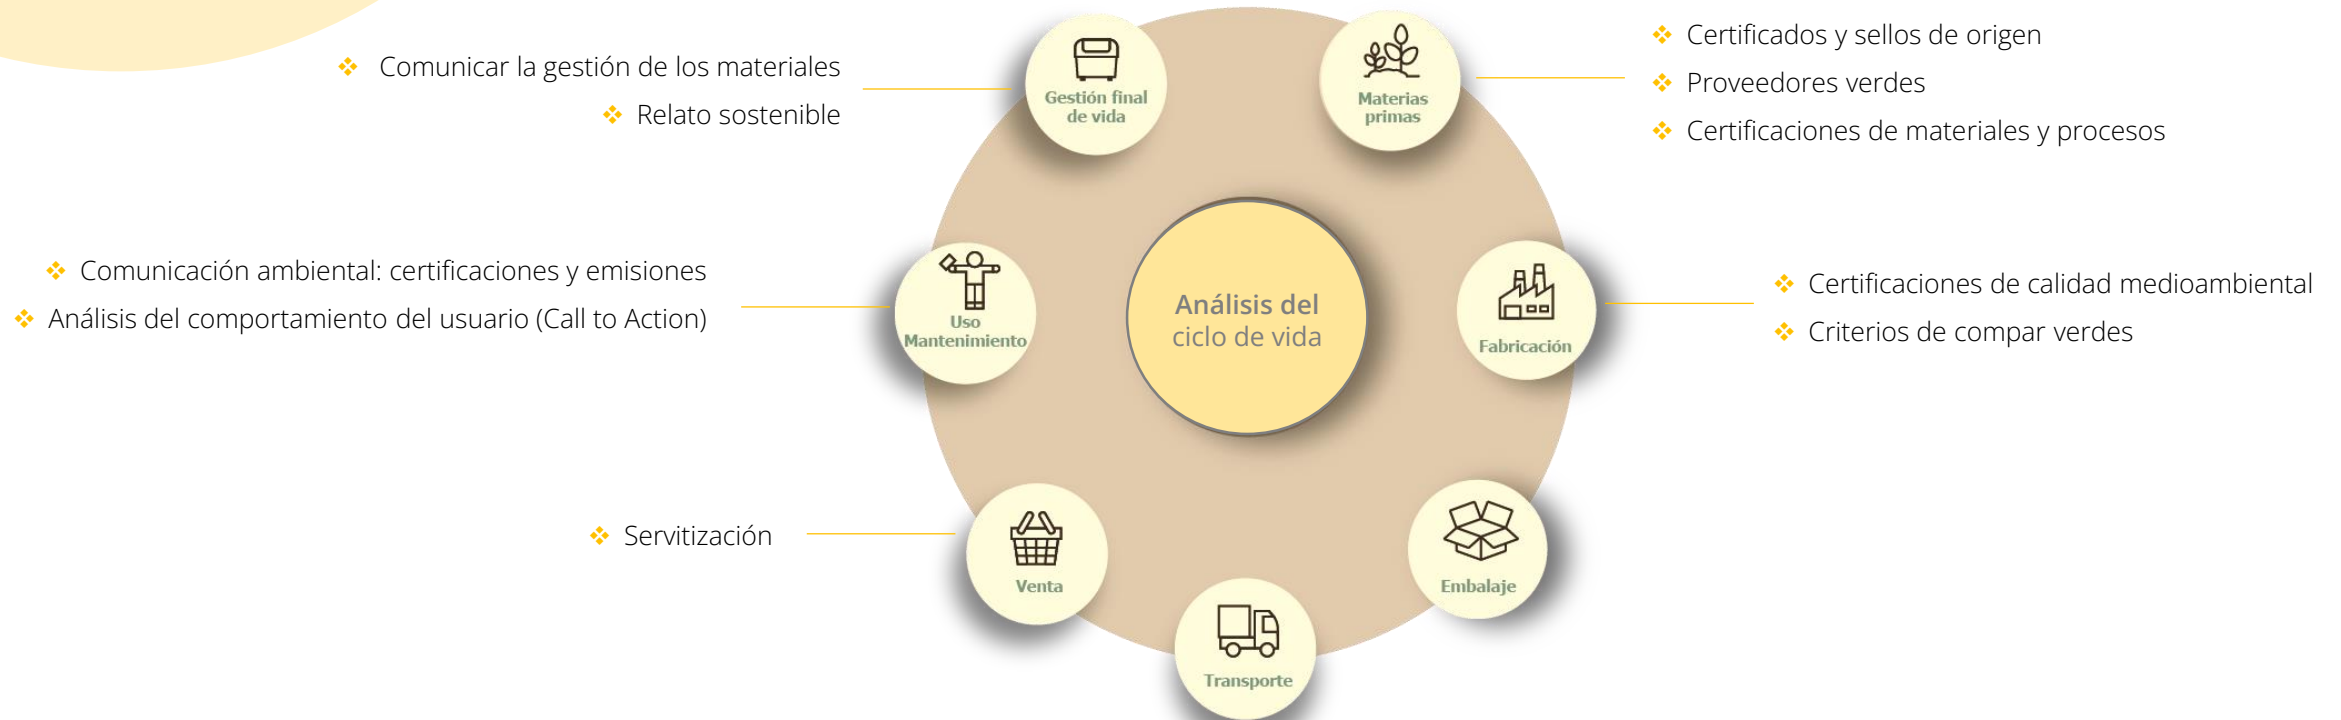 Comunicar la gestión de los materiales
Relato sostenible
Gestión final
de vida
Materias
primas
Certificados y sellos de origen
Proveedores verdes
Certificaciones de materiales y procesos
Comunicación ambiental: certificaciones y emisiones
Análisis del comportamiento del usuario (Call to Action)
Uso
Mantenimiento
Análisis del
ciclo de vida
Fabricación
Certificaciones de calidad medioambiental
Criterios de compar verdes
Servitización
Venta
Embalaje
Transporte